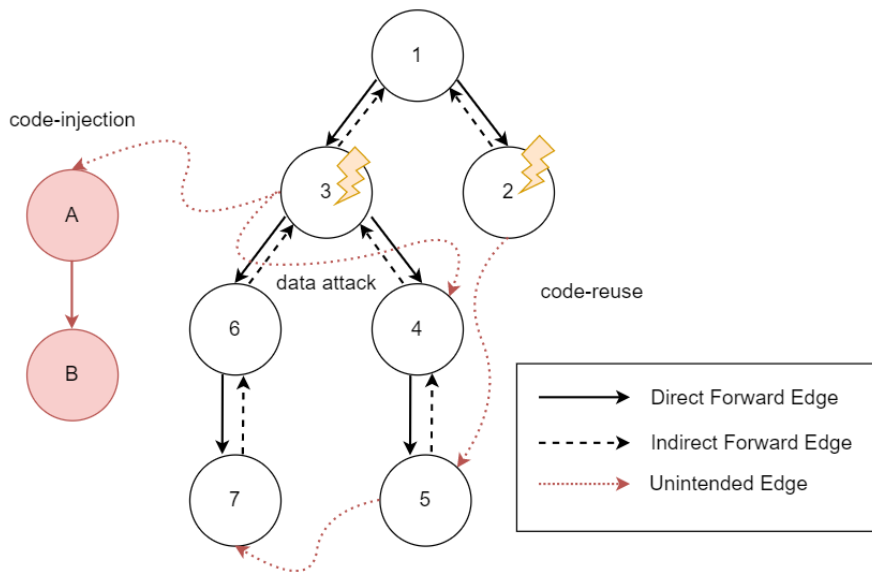 1
code-injection
3
2
A
data attack
code-reuse
6
4
B
Direct Forward Edge
Indirect Forward Edge
Unintended Edge
7
5